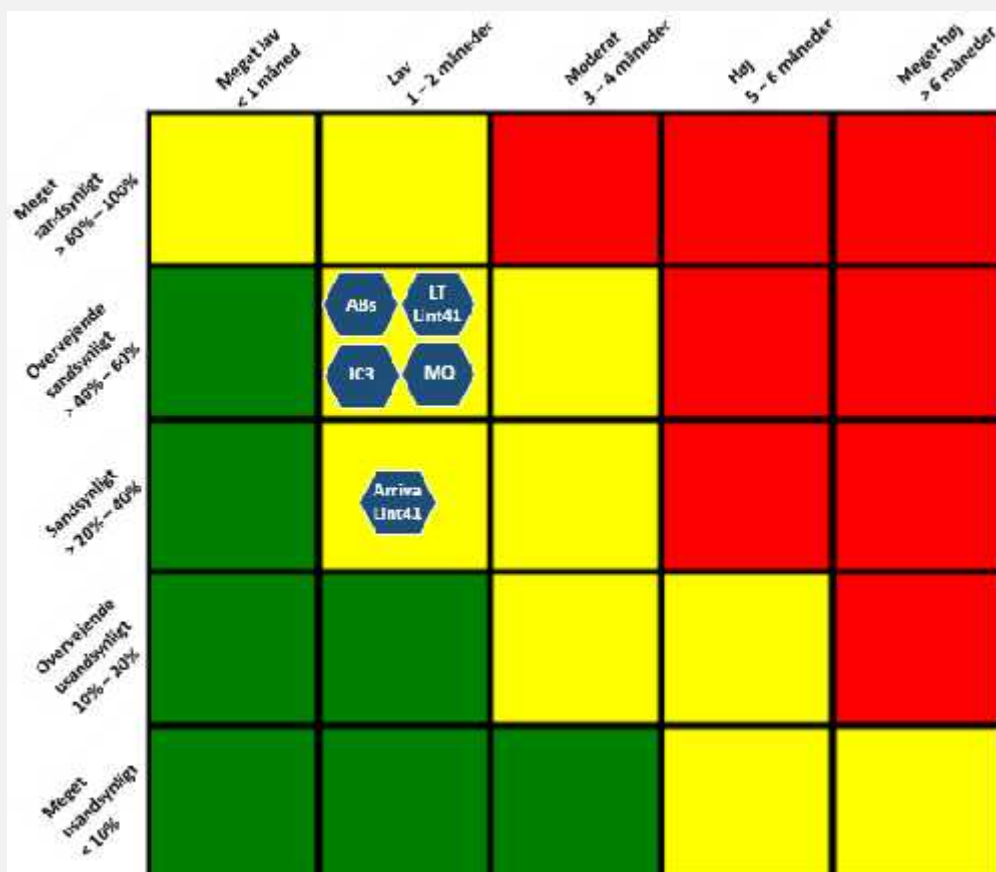 Meget lav
< 1 måned
Lav
1 – 2 måneder
Moderat
3 – 4 måneder
Høj
5 – 6 måneder
Meget høj
> 6 måneder
Meget
sandsynligt
> 60% – 100%
Overvejende
sandsynligt
> 40% – 60%
ABs
LT
Lint41
JCR
MQ
Sandsynligt
> 20% – 40%
Arriva
Lint41
Overvejende
usandsynligt
10% – 20%
Meget
usandsynligt
< 10%